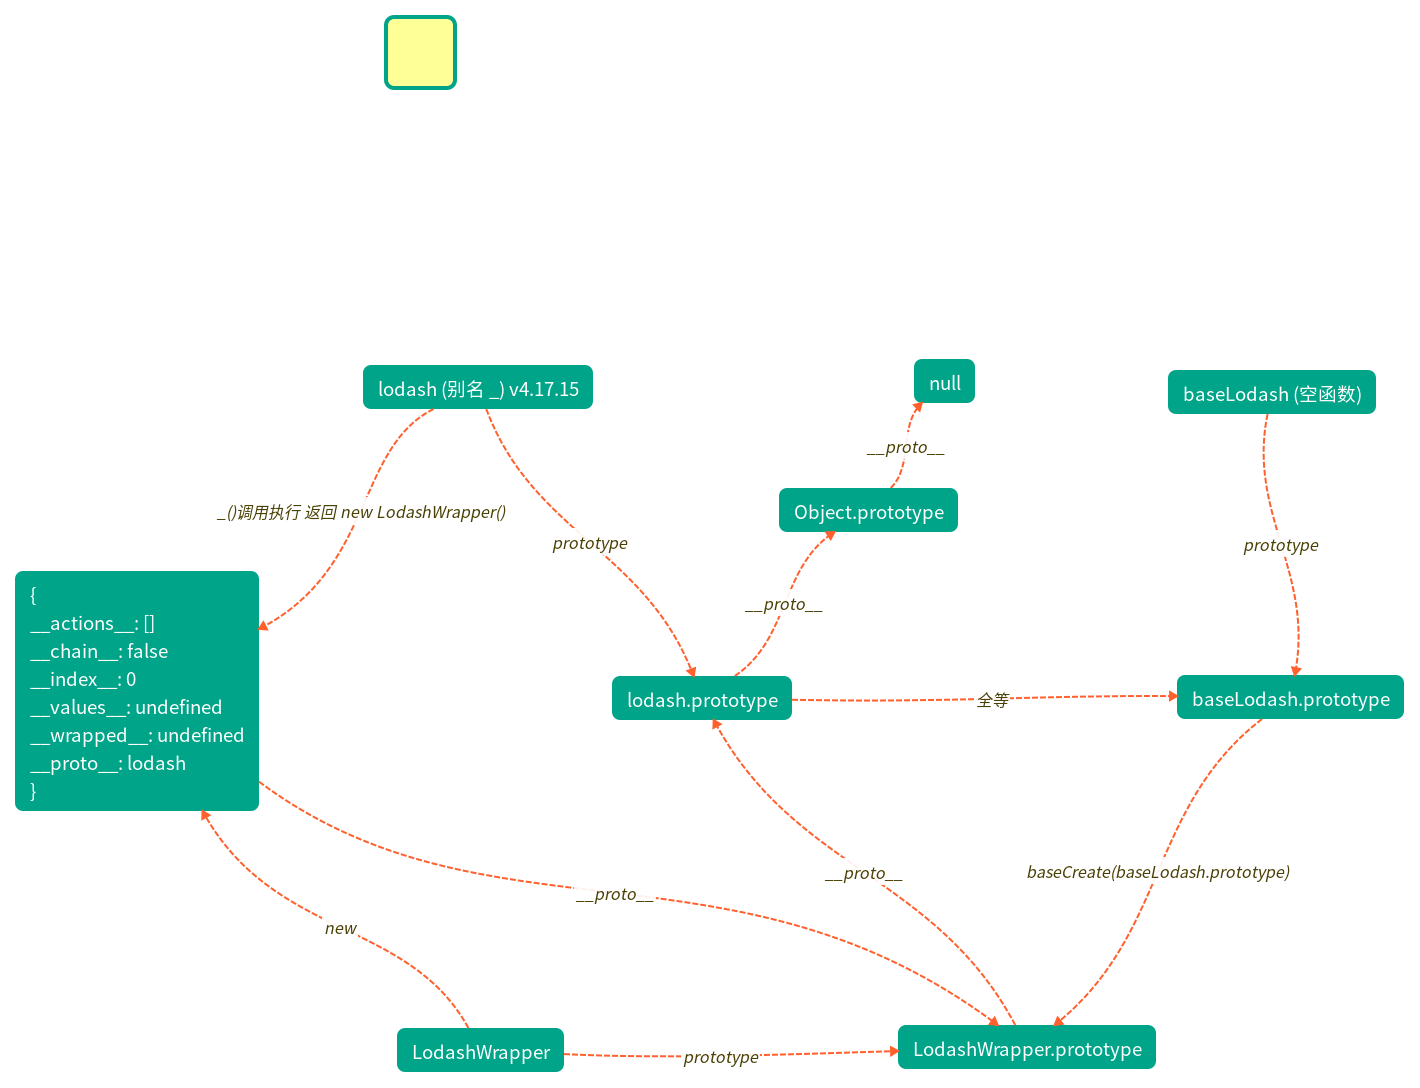 lodash (别名 _) v4.17.15
null
baseLodash (空函数)
__proto__
_()调用执行 返回 new LodashWrapper()
Object.prototype
prototype
prototype
{
__actions__: []
__chain__: false
__index__: 0
__values__: undefined
__wrapped__: undefined
__proto__: lodash
}
__proto__
lodash.prototype
全等
baseLodash.prototype
__proto__
baseCreate(baseLodash.prototype)
__proto__
new
LodashWrapper
prototype
LodashWrapper.prototype